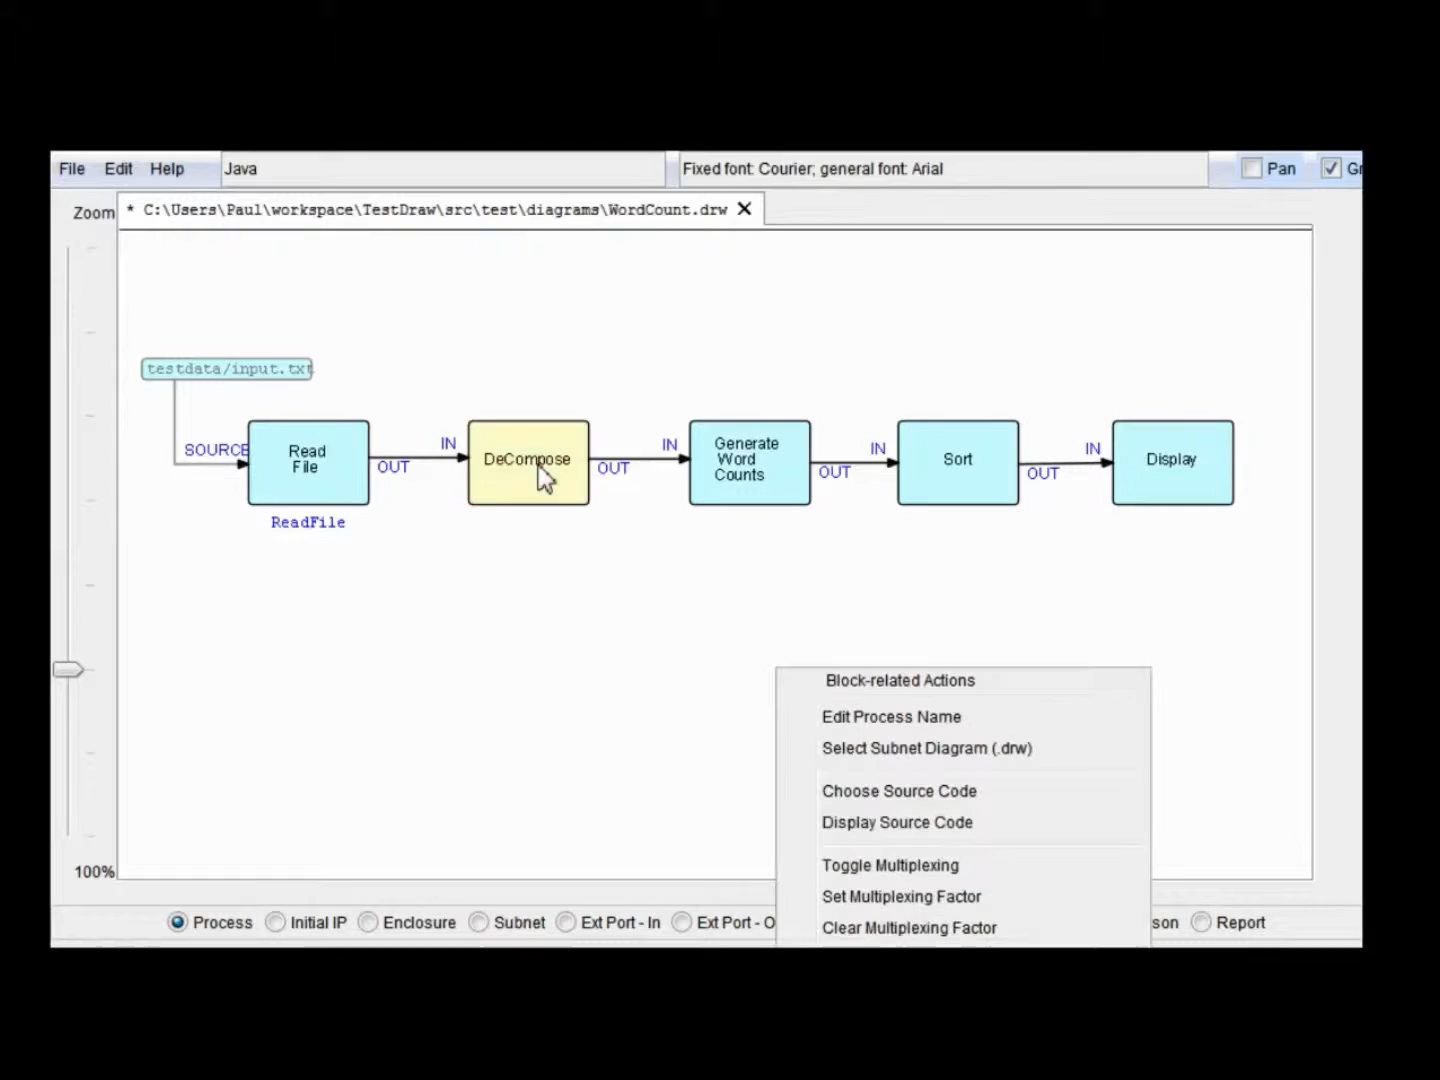 File Edit Help Java Fixed font: Courier; general font: Arial Pan
Zoom * C:\Users\Paul\workspace\TestDraw\src\test\diagrams\WordCount.drw
testdata/input.txt
SOURCE
Read
File
OUT
IN
DeCompose
OUT
IN
Generate
Word
Counts
OUT
IN
Sort
OUT
IN
Display
ReadFile
Block-related Actions
Edit Process Name
Select Subnet Diagram (.drw)
Choose Source Code
Display Source Code
Toggle Multiplexing
Set Multiplexing Factor
Clear Multiplexing Factor
100%
Process Initial IP Enclosure Subnet Ext Port - In Ext Port - O son Report